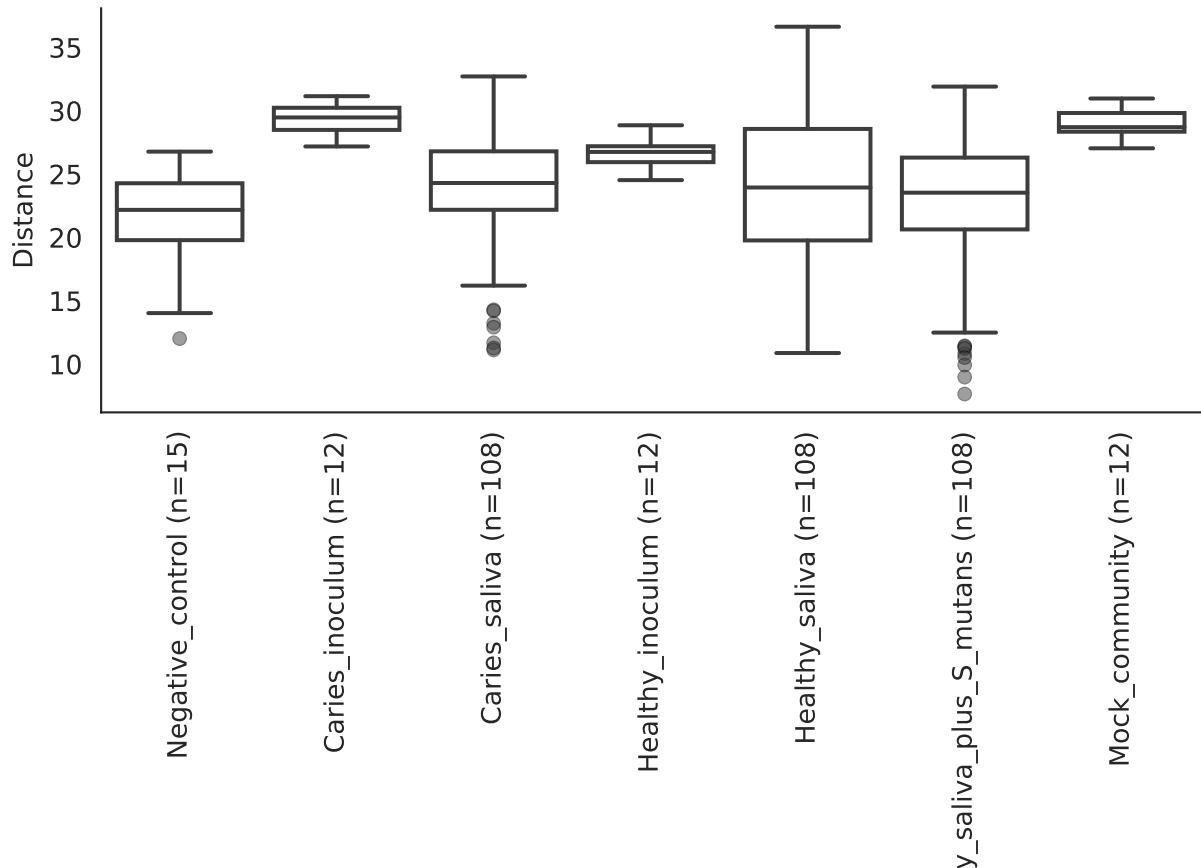 35
30
25
20
15
10
Distance
Negative_control (n=15)
Caries_inoculum (n=12)
Caries_saliva (n=108)
Healthy_inoculum (n=12)
Healthy_saliva (n=108)
y_saliva_plus_S_mutans (n=108)
Mock_community (n=12)